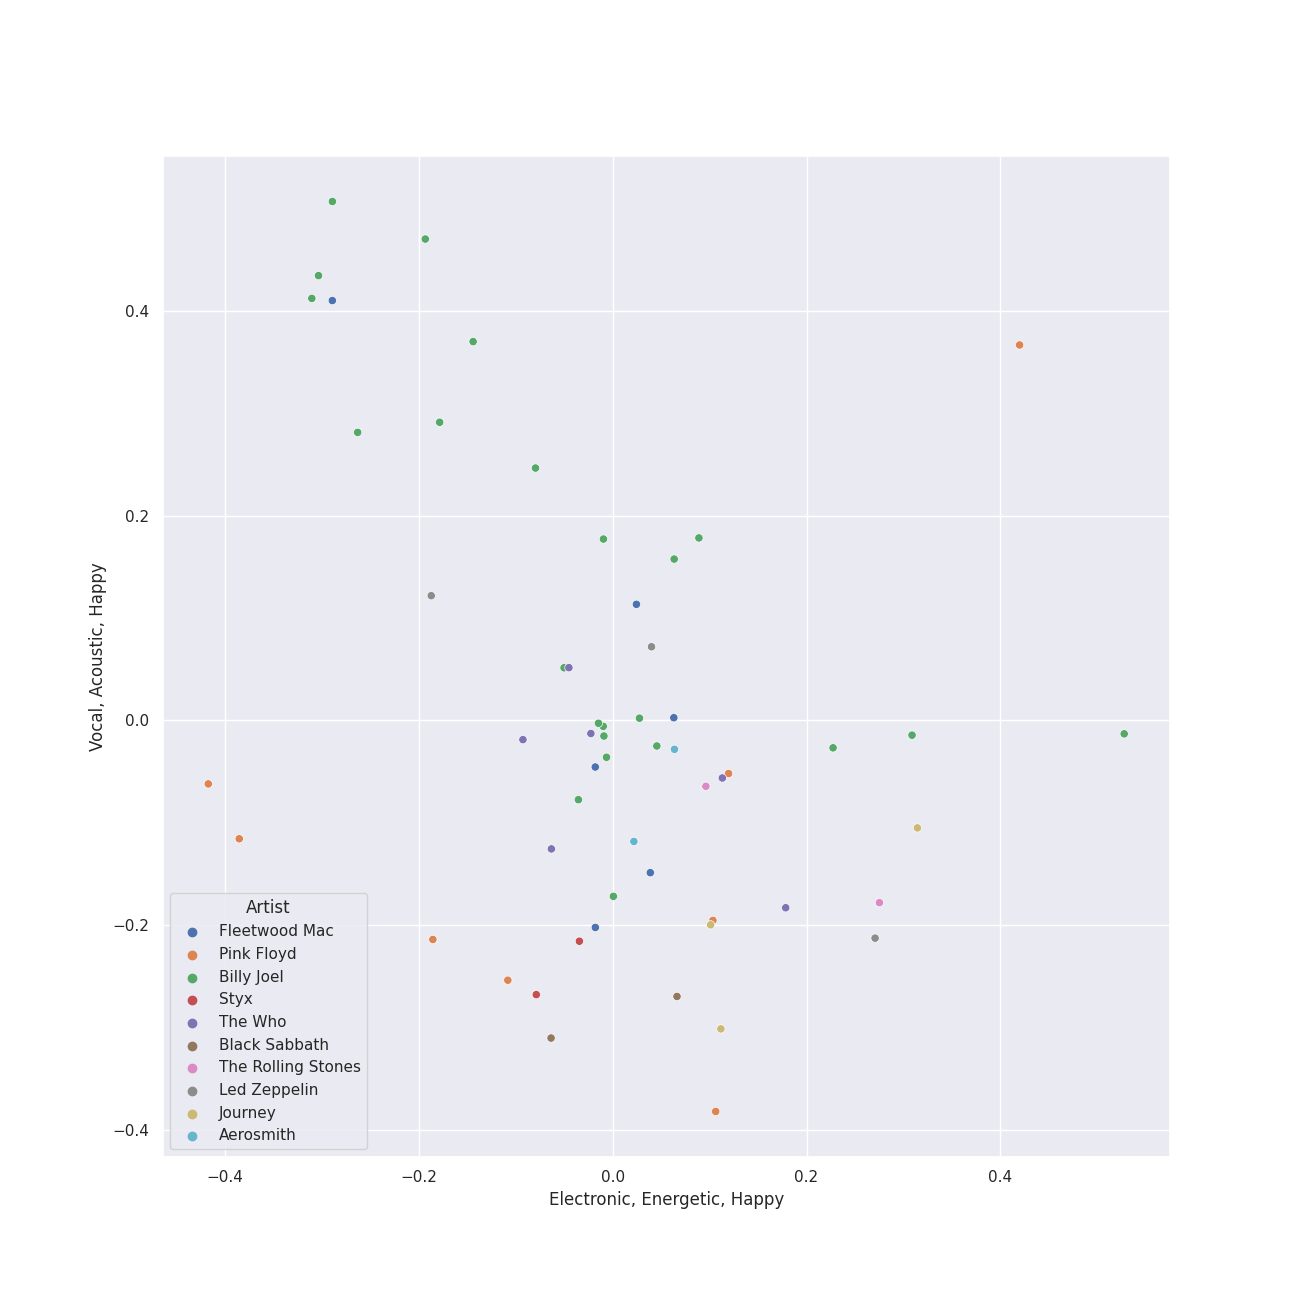 0.4
0.2
0.0
−0.2
−0.4
Vocal, Acoustic, Happy
Artist
Fleetwood Mac
Pink Floyd
Billy Joel
Styx
The Who
Black Sabbath
The Rolling Stones
Led Zeppelin
Journey
Aerosmith
−0.4 −0.2 0.0 0.2 0.4
Electronic, Energetic, Happy